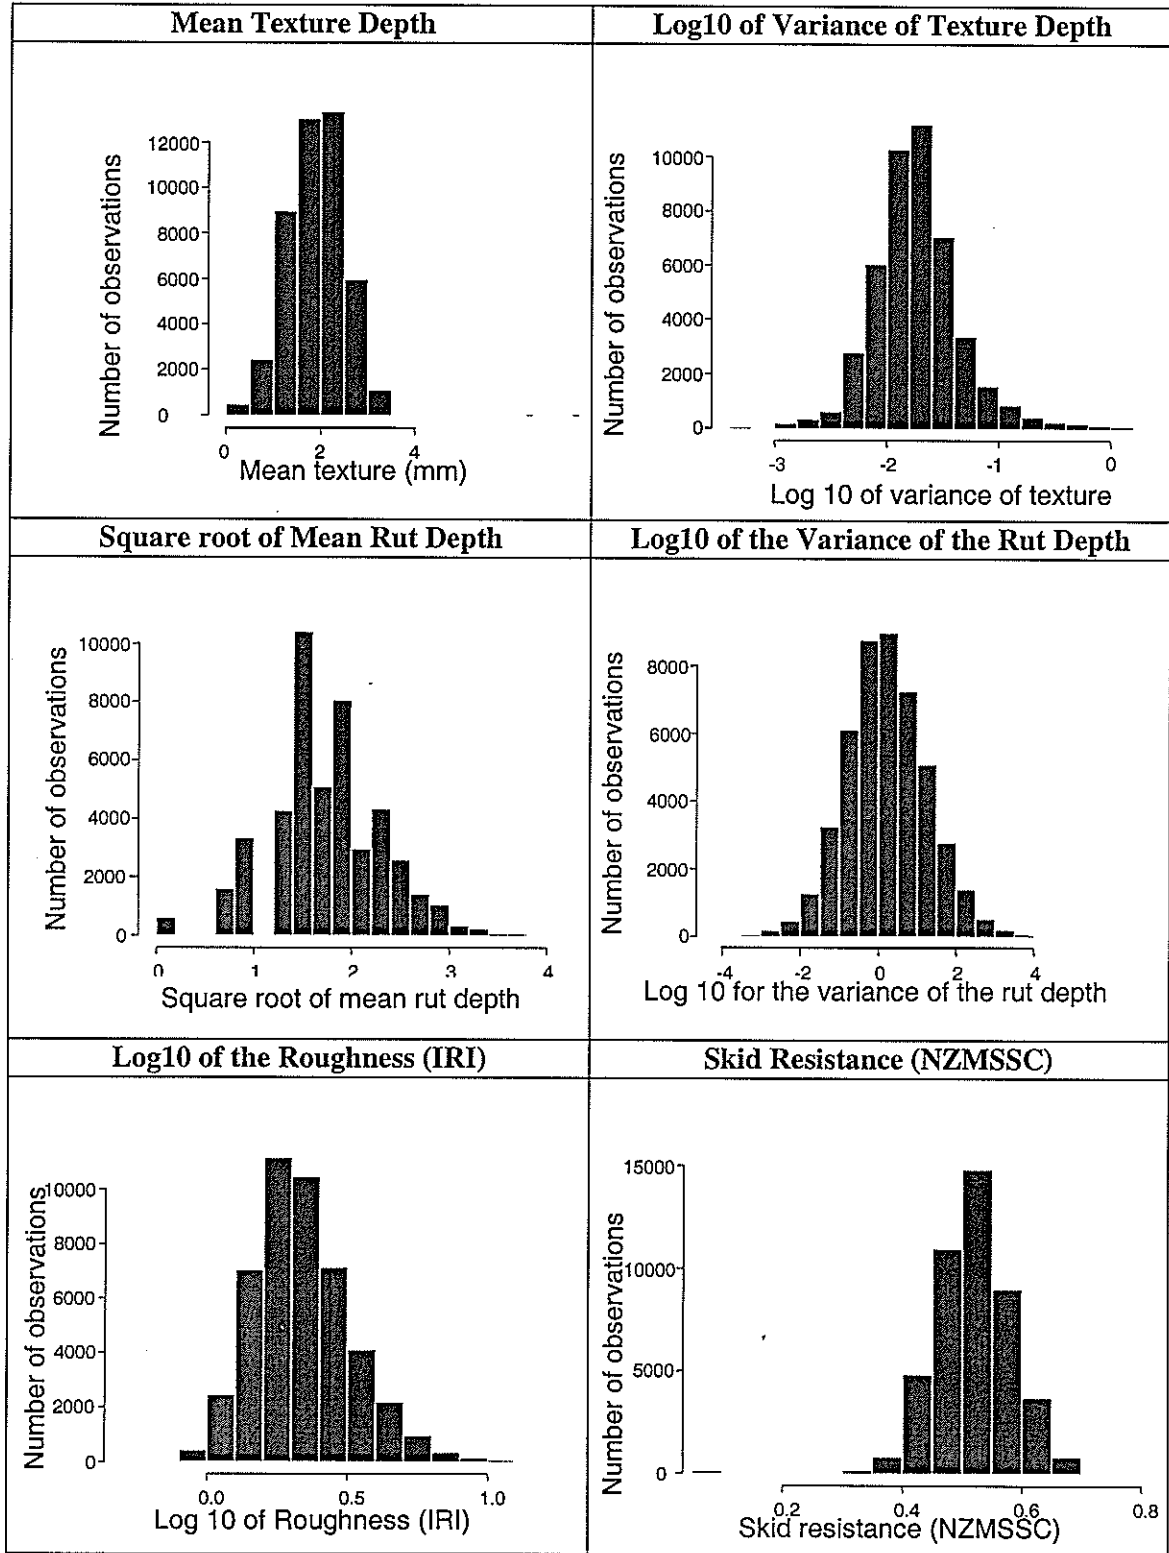 Mean Texture Depth
Number of observations
12000
10000
8000
6000
4000
2000
0
0 2 4
Mean texture (mm)
Log10 of Variance of Texture Depth
Number of observations
10000
8000
6000
4000
2000
0
-3 -2 -1 0
Log 10 of variance of texture
Square root of Mean Rut Depth
Number of observations
10000
8000
6000
4000
2000
0
0 1 2 3 4
Square root of mean rut depth
Log10 of the Variance of the Rut Depth
Number of observations
8000
6000
4000
2000
0
-4 -2 0 2 4
Log 10 for the variance of the rut depth
Log10 of the Roughness (IRI)
Number of observations
10000
8000
6000
4000
2000
0
0.0 0.5 1.0
Log 10 of Roughness (IRI)
Skid Resistance (NZMSSC)
Number of observations
15000
10000
5000
0
0.2 0.4 0.6 0.8
Skid resistance (NZMSSC)